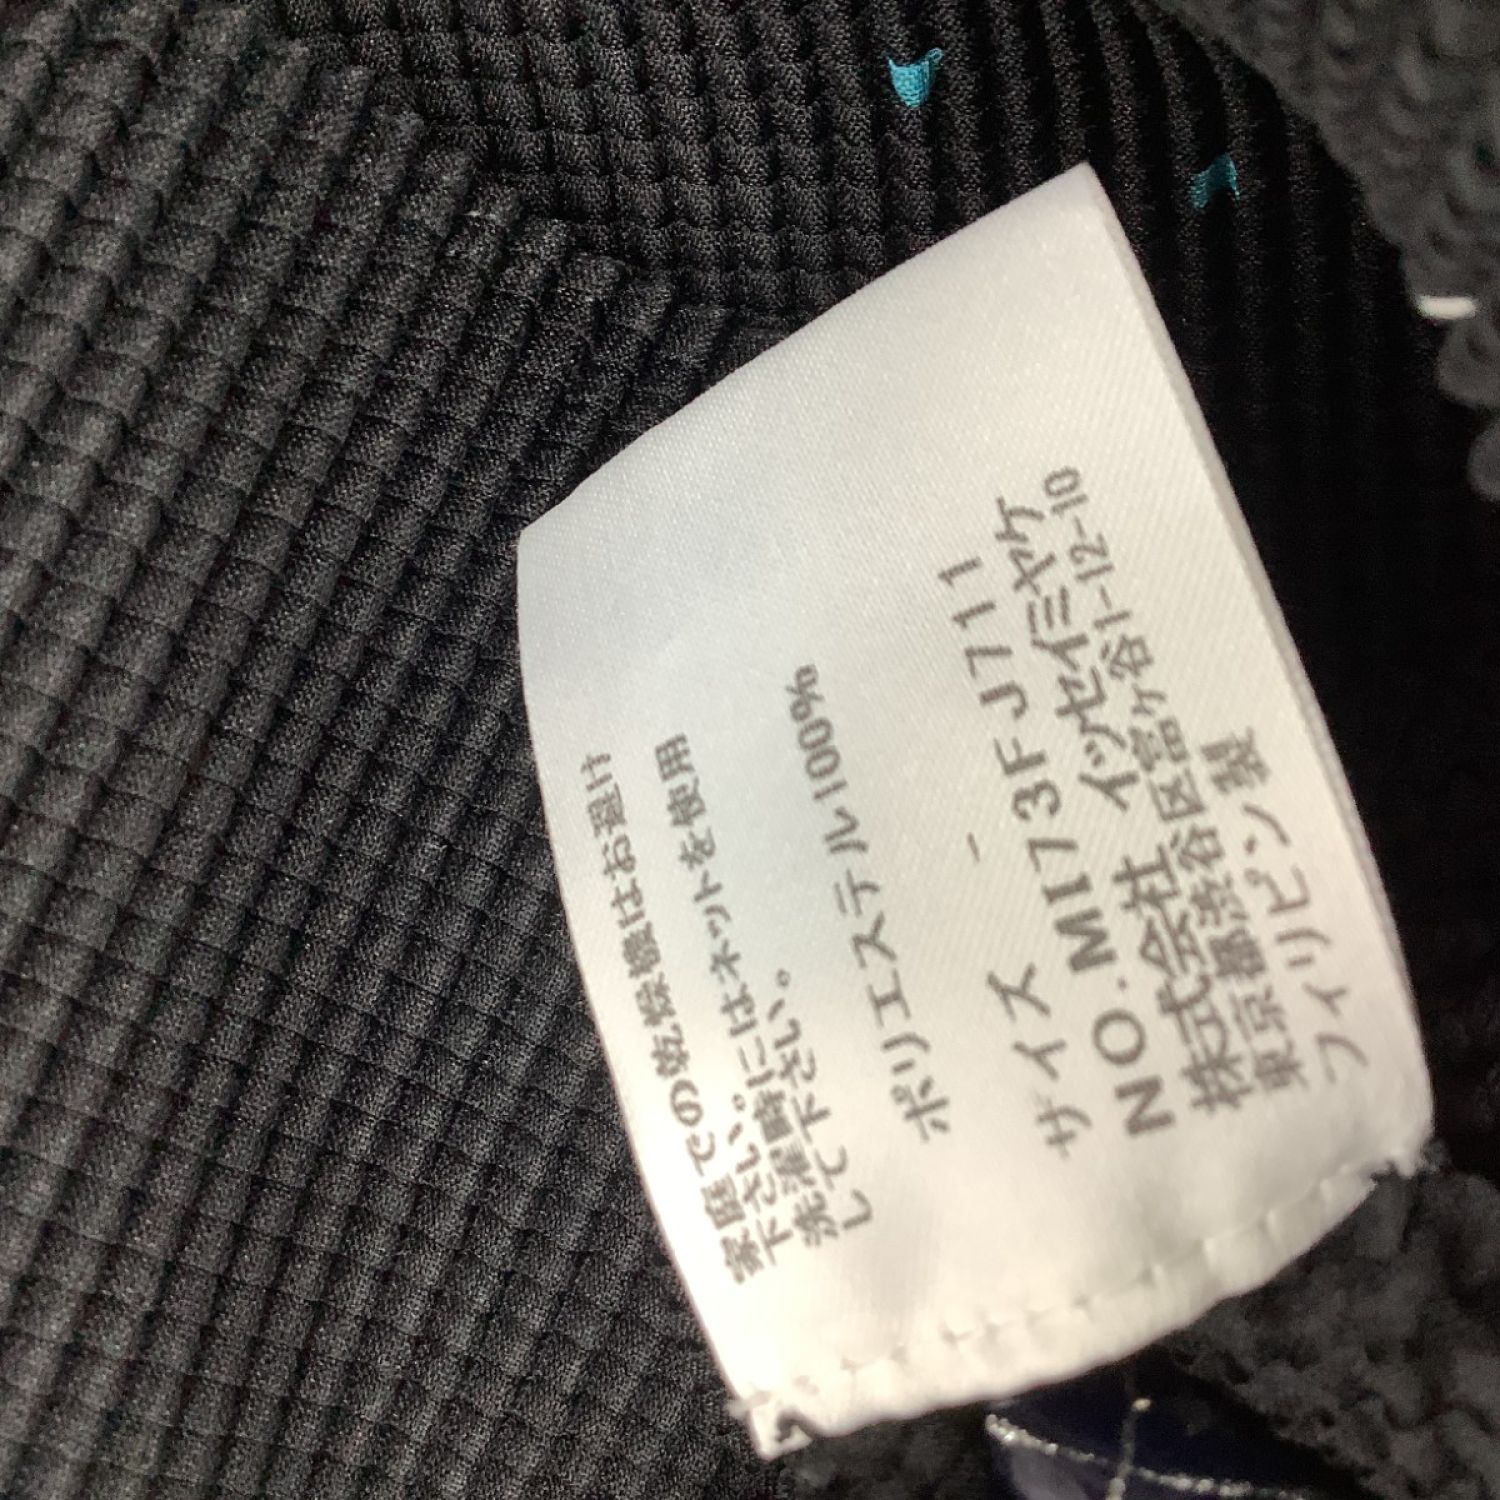 家庭での乾燥機はお避け
下さい。
洗濯時にはネットを使用
して下さい。
ポリエステル100%
サイズ -
NO.MI73FJ711
株式会社 イッセイミヤケ
東京都渋谷区富ヶ谷1-12-10
フィリピン製